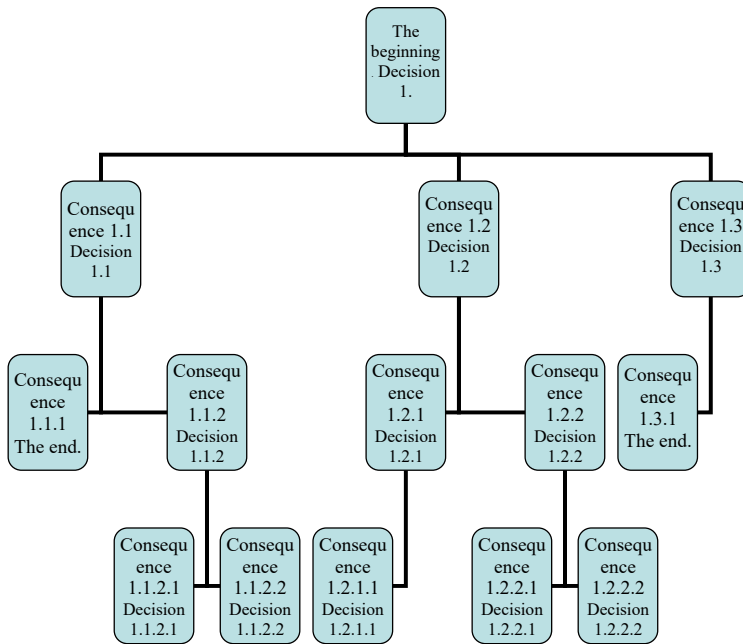 The
beginning
. Decision
1.
Consequ
ence 1.1
Decision
1.1
Consequ
ence 1.2
Decision
1.2
Consequ
ence 1.3
Decision
1.3
Consequ
ence
1.1.1
The end.
Consequ
ence
1.1.2
Decision
1.1.2
Consequ
ence
1.2.1
Decision
1.2.1
Consequ
ence
1.2.2
Decision
1.2.2
Consequ
ence
1.3.1
The end.
Consequ
ence
1.1.2.1
Decision
1.1.2.1
Consequ
ence
1.1.2.2
Decision
1.1.2.2
Consequ
ence
1.2.1.1
Decision
1.2.1.1
Consequ
ence
1.2.2.1
Decision
1.2.2.1
Consequ
ence
1.2.2.2
Decision
1.2.2.2